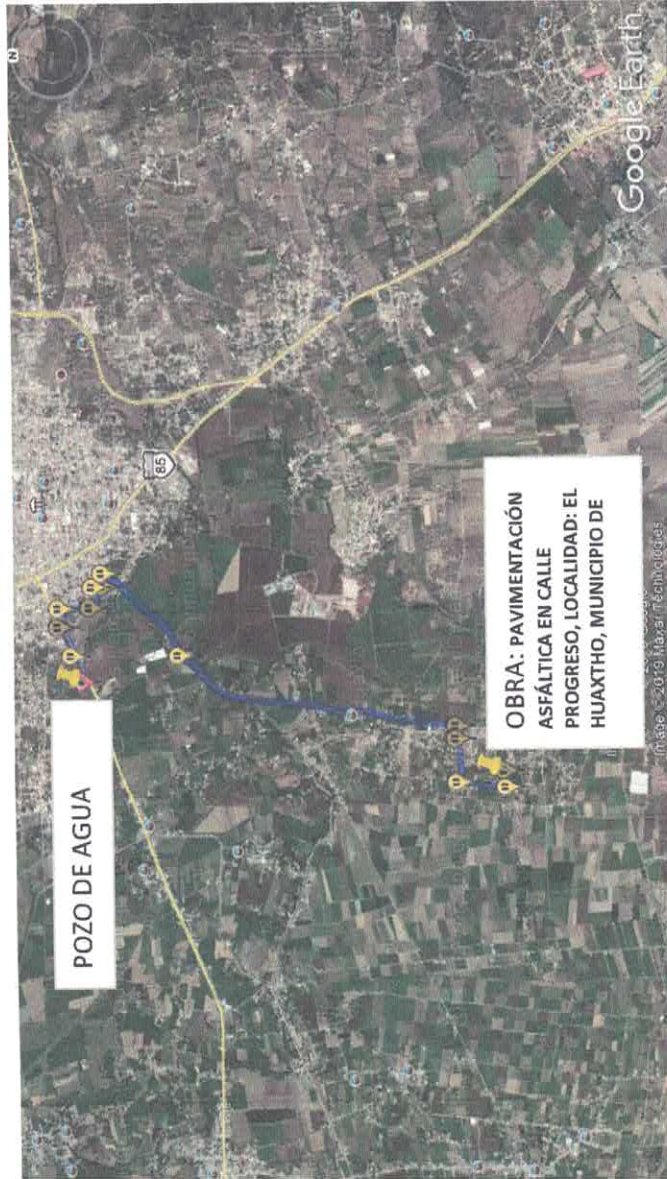 N
POZO DE AGUA
85
OBRA: PAVIMENTACIÓN
ASFÁLTICA EN CALLE
PROGRESO, LOCALIDAD: EL
HUAXTHO, MUNICIPIO DE
Image © 2019 Maxar Technologies
Google Earth